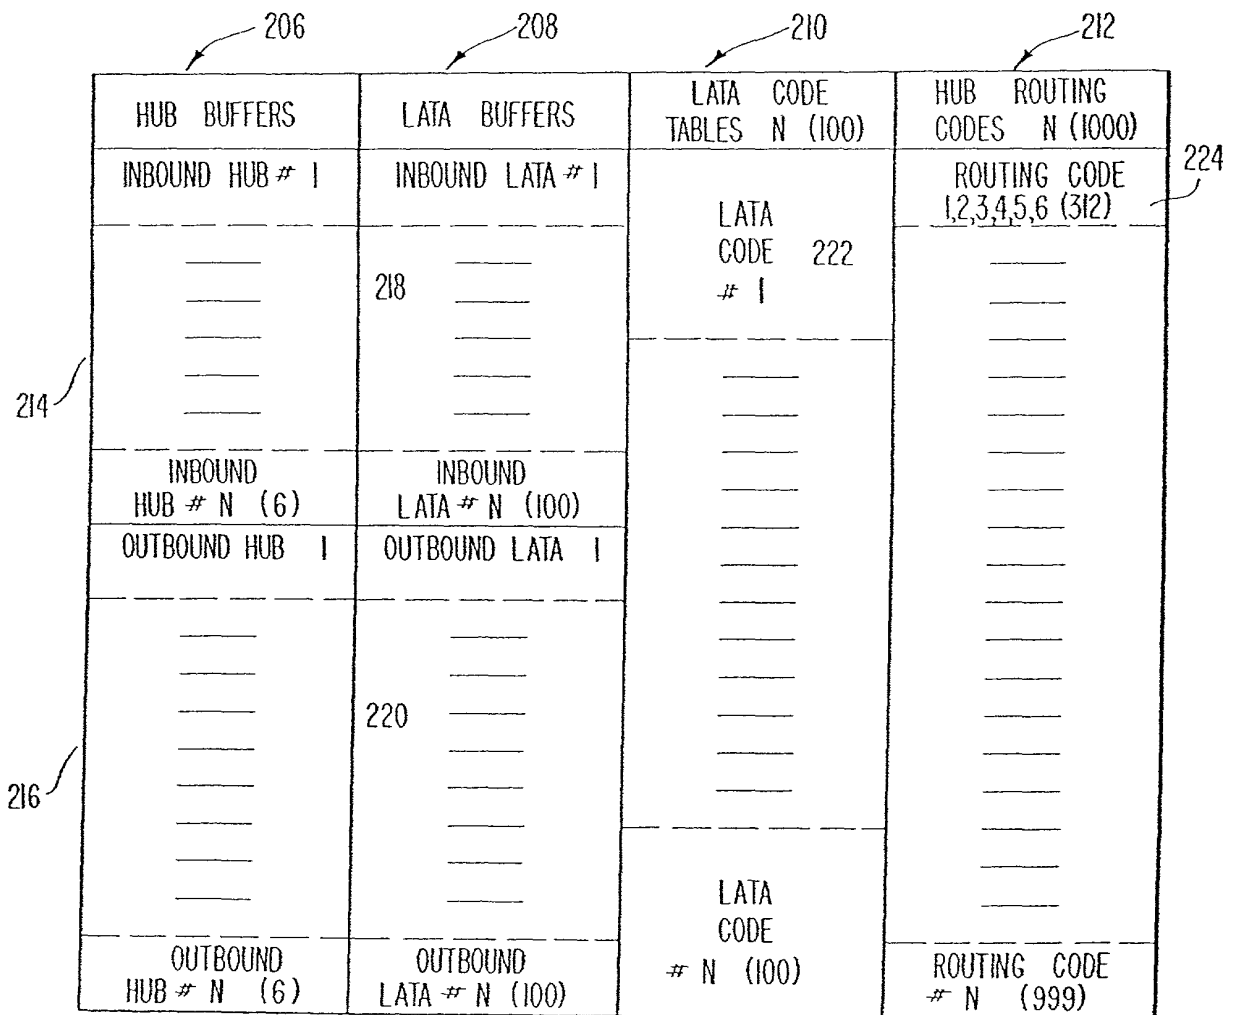 206
208
210
212
HUB BUFFERS
LATA BUFFERS
LATA CODE
TABLES N (100)
HUB ROUTING
CODES N (1000)
INBOUND HUB # 1
INBOUND LATA # 1
LATA
CODE 222
# 1
ROUTING CODE
1,2,3,4,5,6 (312)
224
218
214
INBOUND
HUB # N (6)
INBOUND
LATA # N (100)
OUTBOUND HUB 1
OUTBOUND LATA 1
220
216
OUTBOUND
HUB # N (6)
OUTBOUND
LATA # N (100)
LATA
CODE
# N (100)
ROUTING CODE
# N (999)